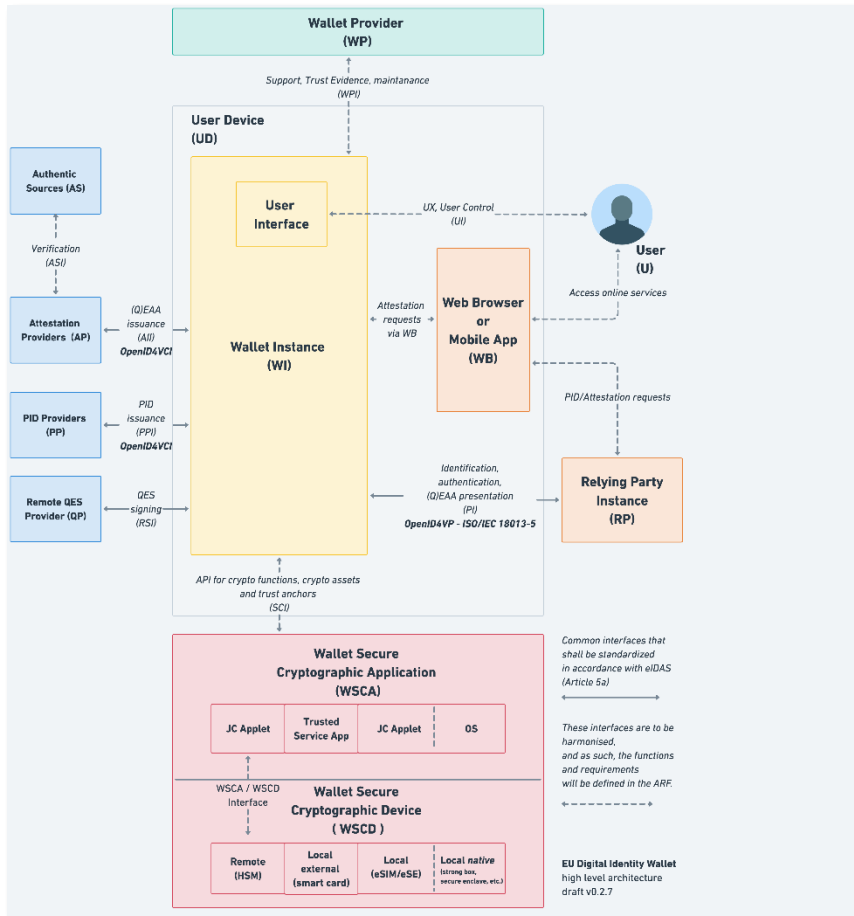 Wallet Provider
(WP)
Support, Trust Evidence, maintanance
(WPI)
User Device
(UD)
Authentic
Sources (AS)
User
Interface
UX, User Control
(UI)
User
(U)
Verification
(ASI)
Access online services
Attestation
Providers (AP)
(Q)EAA
issuance
(AII)
OpenID4VCI
Wallet Instance
(WI)
Attestation
requests
via WB
Web Browser
or
Mobile App
(WB)
PID Providers
(PP)
PID
issuance
(PPI)
OpenID4VCI
PID/Attestation requests
Remote QES
Provider (QP)
QES
signing
(RSI)
Identification,
authentication,
(Q)EAA presentation
(PI)
OpenID4VP - ISO/IEC 18013-5
Relying Party
Instance
(RP)
API for crypto functions, crypto assets
and trust anchors
(SCI)
Wallet Secure
Cryptographic Application
(WSCA)
JC Applet
Trusted
Service App
JC Applet
OS
WSCA / WSCD
Interface
Wallet Secure
Cryptographic Device
( WSCD )
Remote
(HSM)
Local
external
(smart card)
Local
(eSIM/eSE)
Local native
(strong box,
secure enclave, etc.)
Common interfaces that
shall be standardized
in accordance with eIDAS
(Article 5a)
These interfaces are to be
harmonised,
and as such, the functions
and requirements
will be defined in the ARF.
EU Digital Identity Wallet
high level architecture
draft v0.2.7